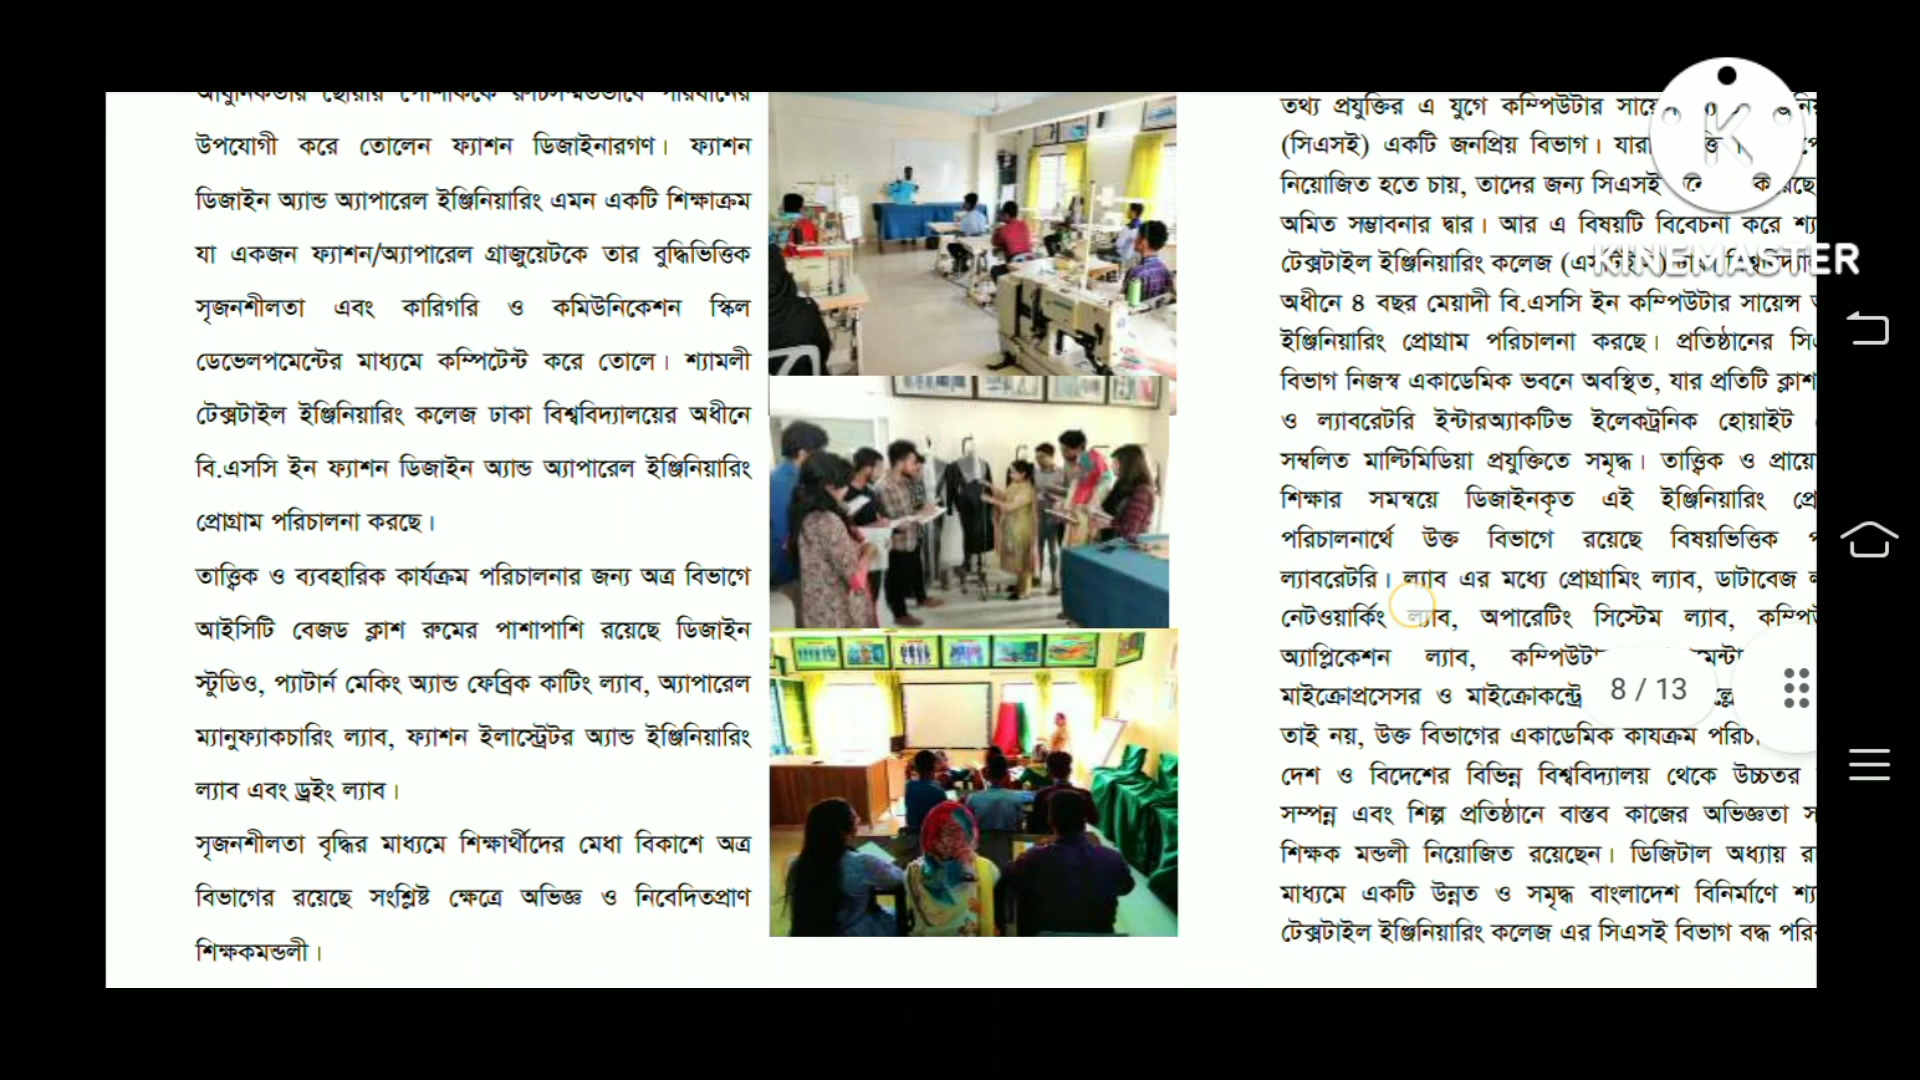 উপযোগী করে তোলেন ফ্যাশন ডিজাইনারগণ। ফ্যাশন
ডিজাইন অ্যান্ড অ্যাপারেল ইঞ্জিনিয়ারিং এমন একটি শিক্ষাক্রম
যা একজন ফ্যাশন/অ্যাপারেল গ্রাজুয়েটকে তার বুদ্ধিভিত্তিক
সৃজনশীলতা এবং কারিগরি ও কমিউনিকেশন স্কিল
ডেভেলপমেন্টের মাধ্যমে কম্পিটেন্ট করে তোলে। শ্যামলী
টেক্সটাইল ইঞ্জিনিয়ারিং কলেজ ঢাকা বিশ্ববিদ্যালয়ের অধীনে
বি.এসসি ইন ফ্যাশন ডিজাইন অ্যান্ড অ্যাপারেল ইঞ্জিনিয়ারিং
প্রোগ্রাম পরিচালনা করছে।
তাত্ত্বিক ও ব্যবহারিক কার্যক্রম পরিচালনার জন্য অত্র বিভাগে
আইসিটি বেজড ক্লাশ রুমের পাশাপাশি রয়েছে ডিজাইন
স্টুডিও, প্যাটার্ন মেকিং অ্যান্ড ফেব্রিক কাটিং ল্যাব, অ্যাপারেল
ম্যানুফ্যাকচারিং ল্যাব, ফ্যাশন ইলাস্ট্রেটর অ্যান্ড ইঞ্জিনিয়ারিং
ল্যাব এবং ড্রইং ল্যাব।
সৃজনশীলতা বৃদ্ধির মাধ্যমে শিক্ষার্থীদের মেধা বিকাশে অত্র
বিভাগের রয়েছে সংশ্লিষ্ট ক্ষেত্রে অভিজ্ঞ ও নিবেদিতপ্রাণ
শিক্ষকমন্ডলী।
তথ্য প্রযুক্তির এ যুগে কম্পিউটার
(সিএসই) একটি জনপ্রিয় বিভাগ।
নিয়োজিত হতে চায়, তাদের জন্য সিএসই
অমিত সম্ভাবনার দ্বার। আর এ বিষয়টি বিবেচনা করে
টেক্সটাইল ইঞ্জিনিয়ারিং কলেজ
অধীনে ৪ বছর মেয়াদী বি.এসসি ইন কম্পিউটার সায়েন্স
ইঞ্জিনিয়ারিং প্রোগ্রাম পরিচালনা করছে। প্রতিষ্ঠানের
বিভাগ নিজস্ব একাডেমিক ভবনে অবস্থিত, যার প্রতিটি ক্লাশ
ও ল্যাবরেটরি ইন্টারঅ্যাকটিভ ইলেকট্রনিক হোয়াইট
সম্বলিত মাল্টিমিডিয়া প্রযুক্তিতে সমৃদ্ধ। তাত্ত্বিক ও
শিক্ষার সমন্বয়ে ডিজাইনকৃত এই ইঞ্জিনিয়ারিং
পরিচালনার্থে উক্ত বিভাগে রয়েছে বিষয়ভিত্তিক
ল্যাবরেটরি। ল্যাব এর মধ্যে প্রোগ্রামিং ল্যাব, ডাটাবেজ
নেটওয়ার্কিং ল্যাব, অপারেটিং সিস্টেম ল্যাব,
অ্যাপ্লিকেশন ল্যাব,
মাইক্রোপ্রসেসর ও
তাই নয়, উক্ত বিভাগের একাডেমিক কাযক্রম
দেশ ও বিদেশের বিভিন্ন বিশ্ববিদ্যালয় থেকে উচ্চতর
সম্পন্ন এবং শিল্প প্রতিষ্ঠানে বাস্তব কাজের অভিজ্ঞতা
শিক্ষক মন্ডলী নিয়োজিত রয়েছেন। ডিজিটাল অধ্যায়
মাধ্যমে একটি উন্নত ও সমৃদ্ধ বাংলাদেশ বিনির্মাণে
টেক্সটাইল ইঞ্জিনিয়ারিং কলেজ এর সিএসই বিভাগ বদ্ধ
K
KINEMASTER
8 / 13